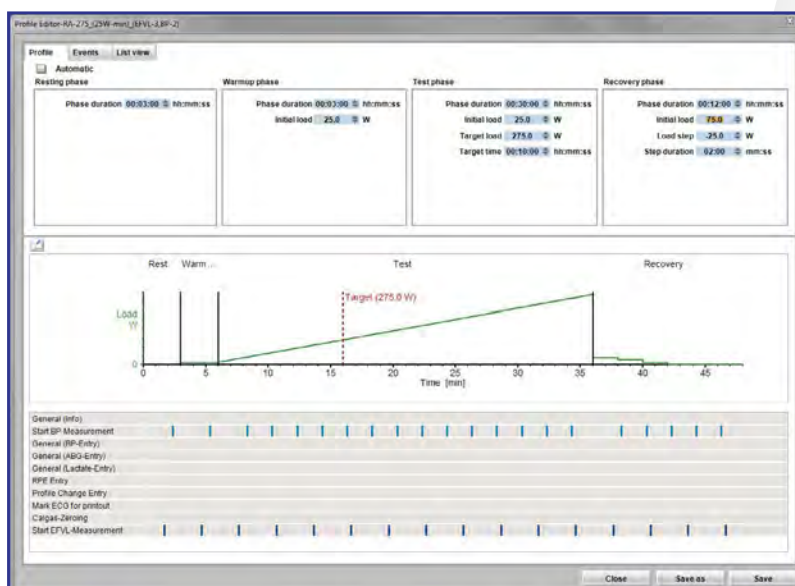 Profile Editor-RA-275_(25W-min)_(EFVL-3,BP-2)
Profile Events List view
Automatic
Resting phase Warmup phase Test phase Recovery phase
Phase duration 00:03:00 hh:mm:ss Phase duration 00:03:00 hh:mm:ss Phase duration 00:30:00 hh:mm:ss Phase duration 00:12:00 hh:mm:ss
Initial load 25.0 W Initial load 25.0 W Initial load 75.0 W
Target load 275.0 W Load step -25.0 W
Target time 00:10:00 hh:mm:ss Step duration 02:00 mm:ss
Rest Warm ... Test Recovery
Target (275.0 W)
Load
W
0
0 5 10 15 20 25 30 35 40 45
Time [min]
General (Info)
Start BP-Measurement
General (BP-Entry)
General (ABG-Entry)
General (Lactate-Entry)
RPE Entry
Profile Change Entry
Mark ECG for printout
Calgas-Zeroing
Start EFVL-Measurement
Close Save as Save